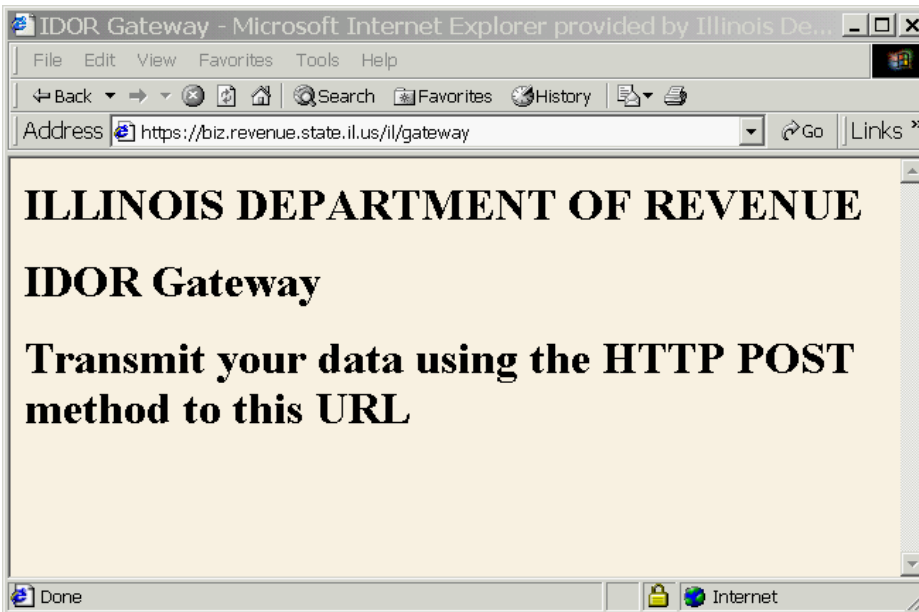 IDOR Gateway - Microsoft Internet Explorer provided by Illinois De...
File Edit View Favorites Tools Help
Back Search Favorites History
Address https://biz.revenue.state.il.us/il/gateway Go Links »
ILLINOIS DEPARTMENT OF REVENUE
IDOR Gateway
Transmit your data using the HTTP POST
method to this URL
Done Internet